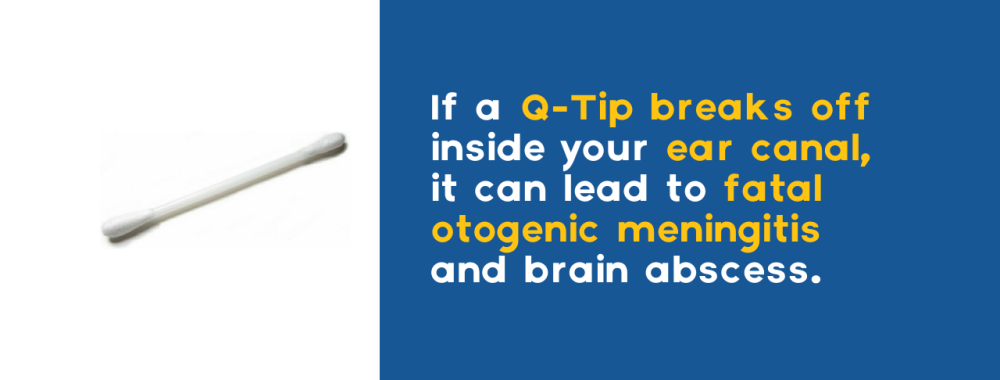 If a Q-Tip breaks off
inside your ear canal,
it can lead to fatal
otogenic meningitis
and brain abscess.